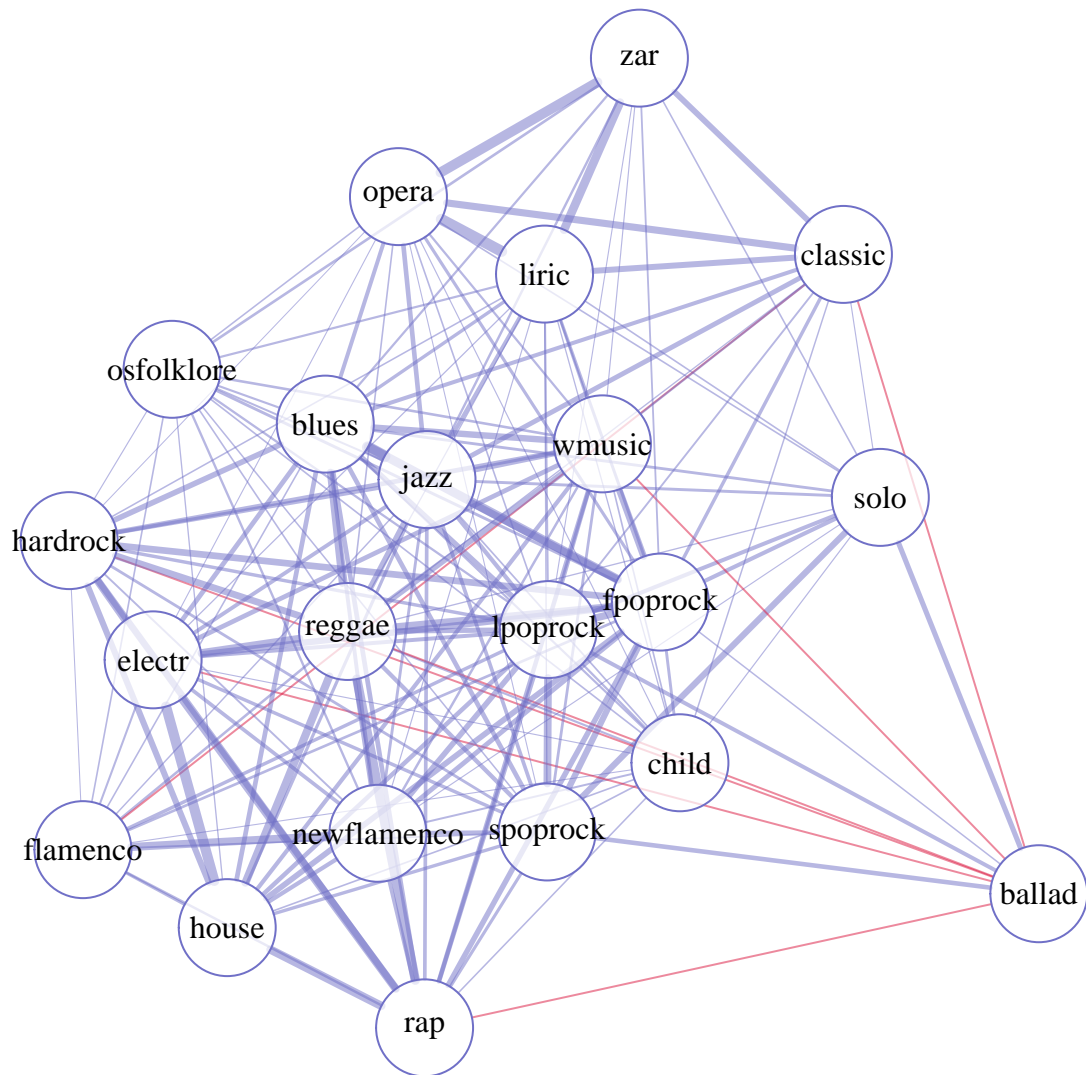 zar
opera
classic
liric
osfolklore
blues
wmusic
jazz
solo
hardrock
fpoprock
reggae
lpoprock
electr
child
newflamenco
spoprock
flamenco
ballad
house
rap